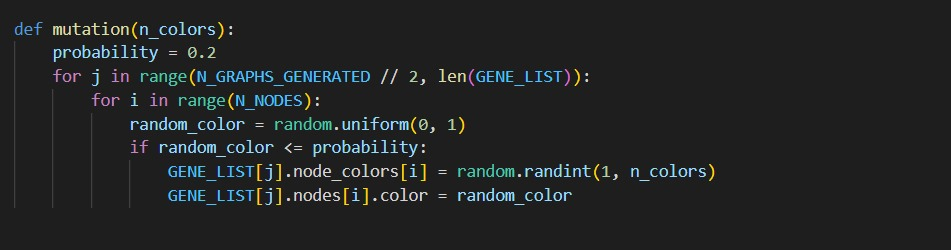 def mutation(n_colors):
    probability = 0.2
    for j in range(N_GRAPHS_GENERATED // 2, len(GENE_LIST)):
        for i in range(N_NODES):
            random_color = random.uniform(0, 1)
            if random_color <= probability:
                GENE_LIST[j].node_colors[i] = random.randint(1, n_colors)
                GENE_LIST[j].nodes[i].color = random_color